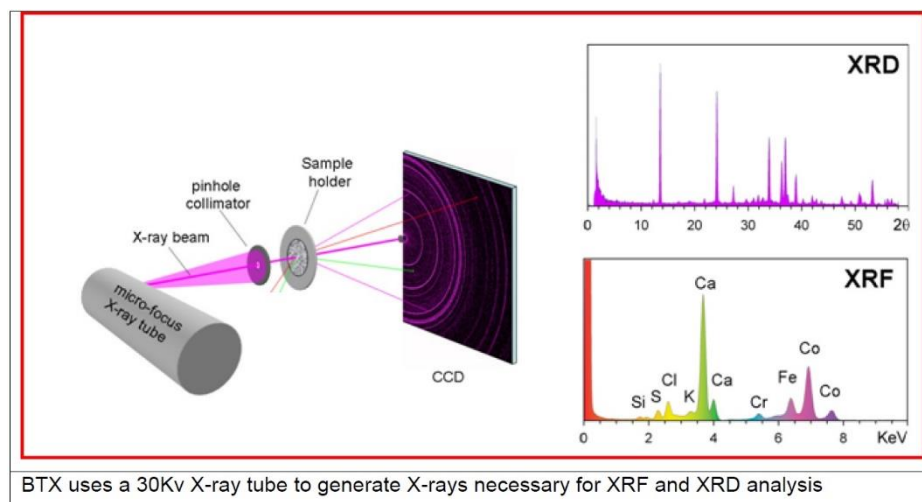 pinhole
collimator
Sample
holder
X-ray beam
micro-focus
X-ray tube
CCD
XRD
0 10 20 30 40 50 2θ
XRF
Si S Cl K Ca Ca Cr Fe Co Co
0 2 4 6 8 KeV
BTX uses a 30Kv X-ray tube to generate X-rays necessary for XRF and XRD analysis